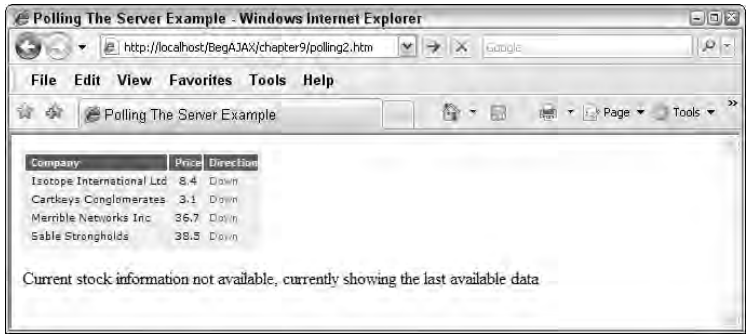 Polling The Server Example - Windows Internet Explorer
http://localhost/BegAJAX/chapter9/polling2.htm
Google
File Edit View Favorites Tools Help
Polling The Server Example
Page
Tools
Company Price Direction
Isotope International Ltd 8.4 Down
Cartkeys Conglomerates 3.1 Down
Merrible Networks Inc 36.7 Down
Sable Strongholds 38.5 Down
Current stock information not available, currently showing the last available data